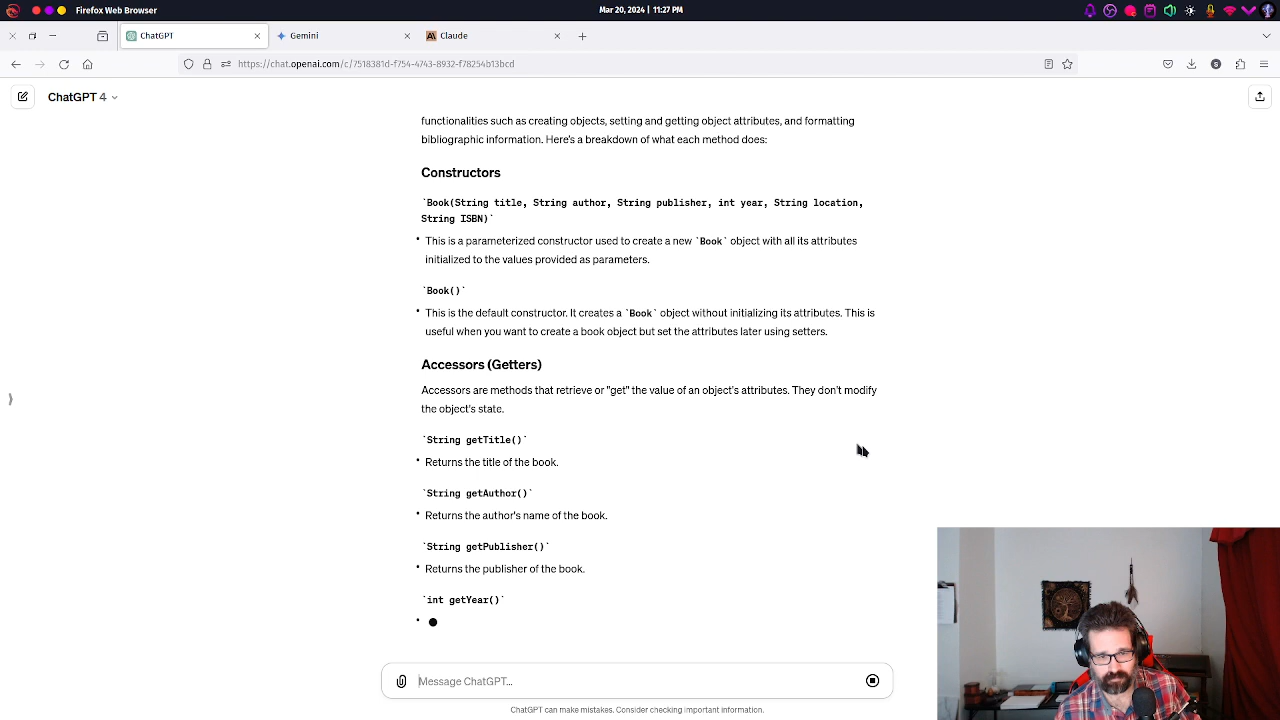 Firefox Web Browser
Mar 20, 2024 | 11:27 PM
ChatGPT
Gemini
Claude
https://chat.openai.com/c/7518381d-f754-4743-8932-f78254b13bcd
ChatGPT 4
functionalities such as creating objects, setting and getting object attributes, and formatting
bibliographic information. Here's a breakdown of what each method does:
Constructors
`Book(String title, String author, String publisher, int year, String location,
String ISBN)`
• This is a parameterized constructor used to create a new `Book` object with all its attributes
initialized to the values provided as parameters.
`Book()`
• This is the default constructor. It creates a `Book` object without initializing its attributes. This is
useful when you want to create a book object but set the attributes later using setters.
Accessors (Getters)
Accessors are methods that retrieve or "get" the value of an object's attributes. They don't modify
the object's state.
`String getTitle()`
• Returns the title of the book.
`String getAuthor()`
• Returns the author's name of the book.
`String getPublisher()`
• Returns the publisher of the book.
`int getYear()`
Message ChatGPT...
ChatGPT can make mistakes. Consider checking important information.